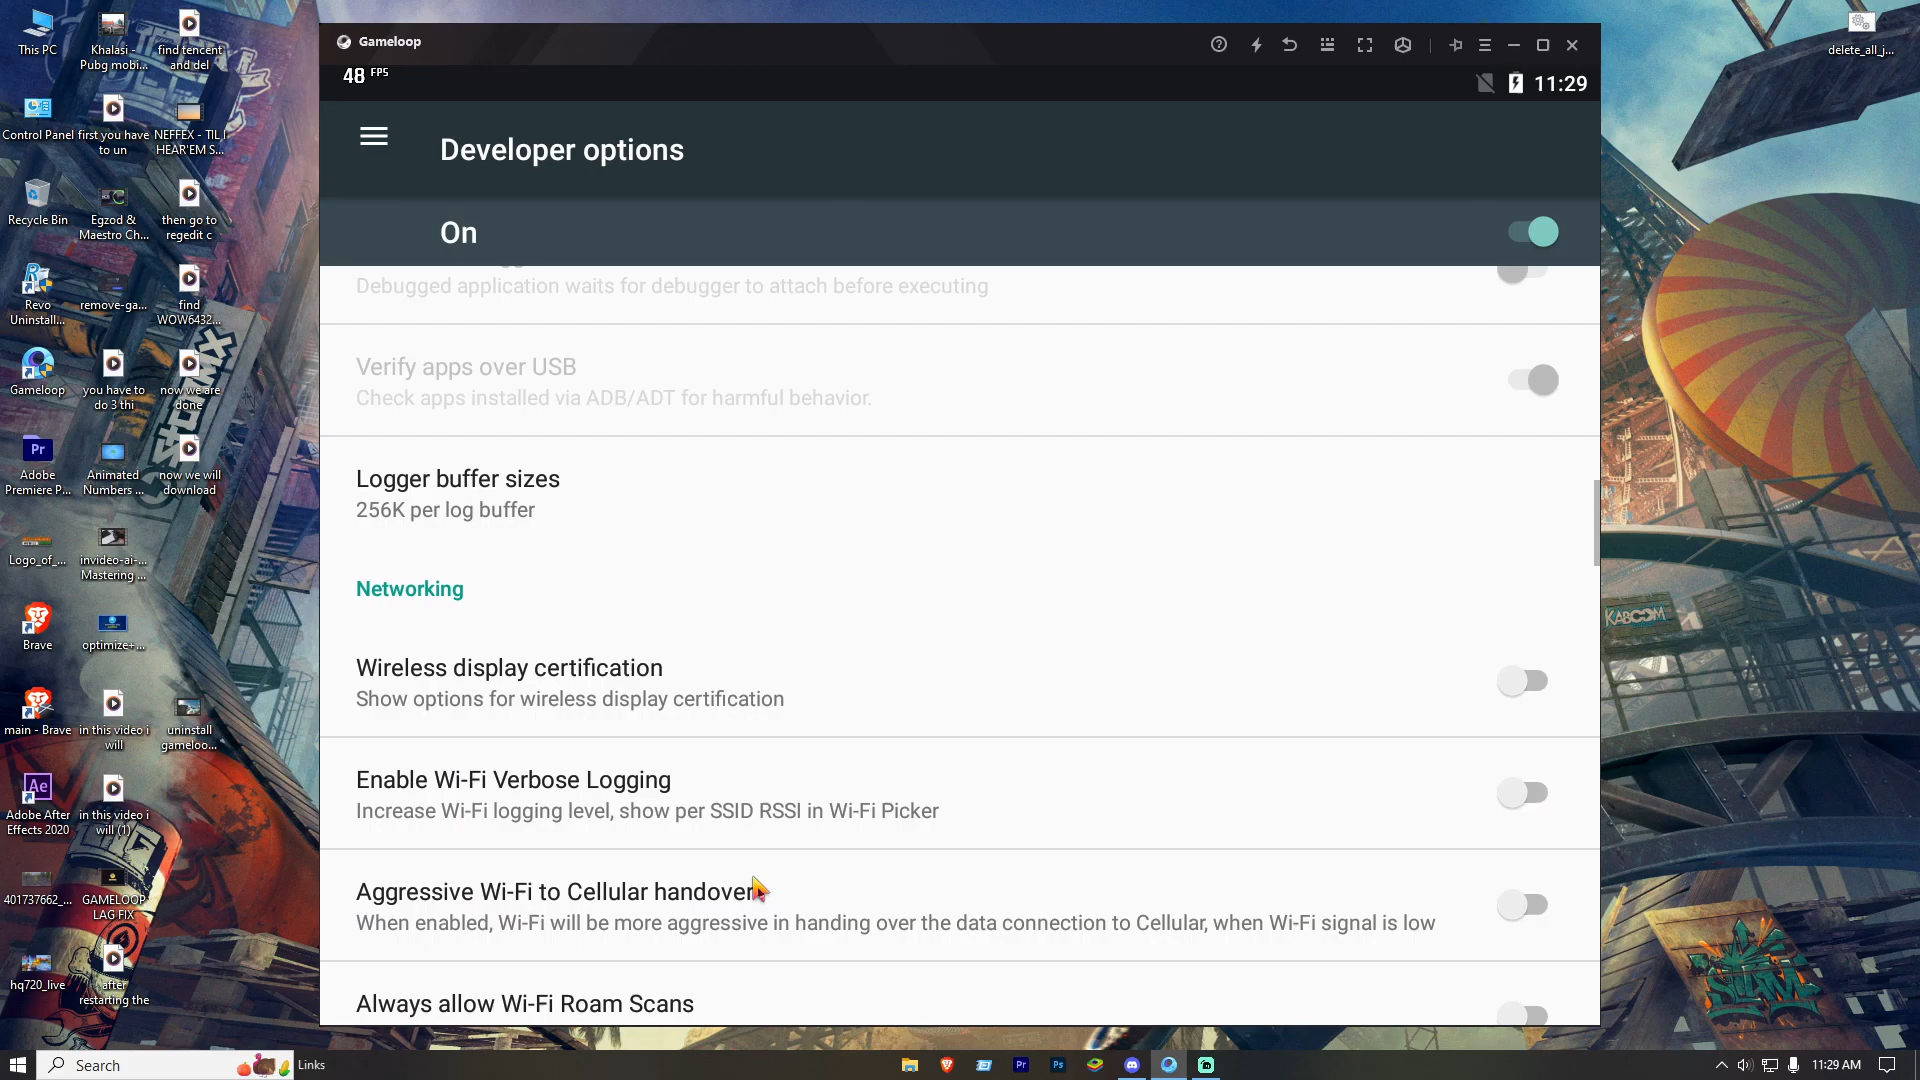 This PC
Khalasi -
Pubg mobi...
find tencent
and del
delete_all_j...
Gameloop
48 FPS
11:29
Control Panel
first you have
to un
NEFFEX - TIL I
HEAR'EM S...
Developer options
Recycle Bin
Egzod &
Maestro Ch...
then go to
regedit c
On
Revo
Uninstall...
remove-ga...
find
WOW6432...
Debugged application waits for debugger to attach before executing
Verify apps over USB
Check apps installed via ADB/ADT for harmful behavior.
Gameloop
you have to
do 3 thi
now we are
done
Adobe
Premiere P...
Animated
Numbers ...
now we will
download
Logger buffer sizes
256K per log buffer
Logo_of_...
invideo-ai-...
Mastering ...
Networking
Brave
optimize+...
Wireless display certification
Show options for wireless display certification
main - Brave
in this video i
will
uninstall
gameloo...
Enable Wi-Fi Verbose Logging
Increase Wi-Fi logging level, show per SSID RSSI in Wi-Fi Picker
Adobe After
Effects 2020
in this video i
will (1)
Aggressive Wi-Fi to Cellular handover
When enabled, Wi-Fi will be more aggressive in handing over the data connection to Cellular, when Wi-Fi signal is low
401737662_...
GAMELOOP
LAG FIX
hq720_live
after
restarting the
Always allow Wi-Fi Roam Scans
KABOOM
SLAM
Search
Links
11:29 AM